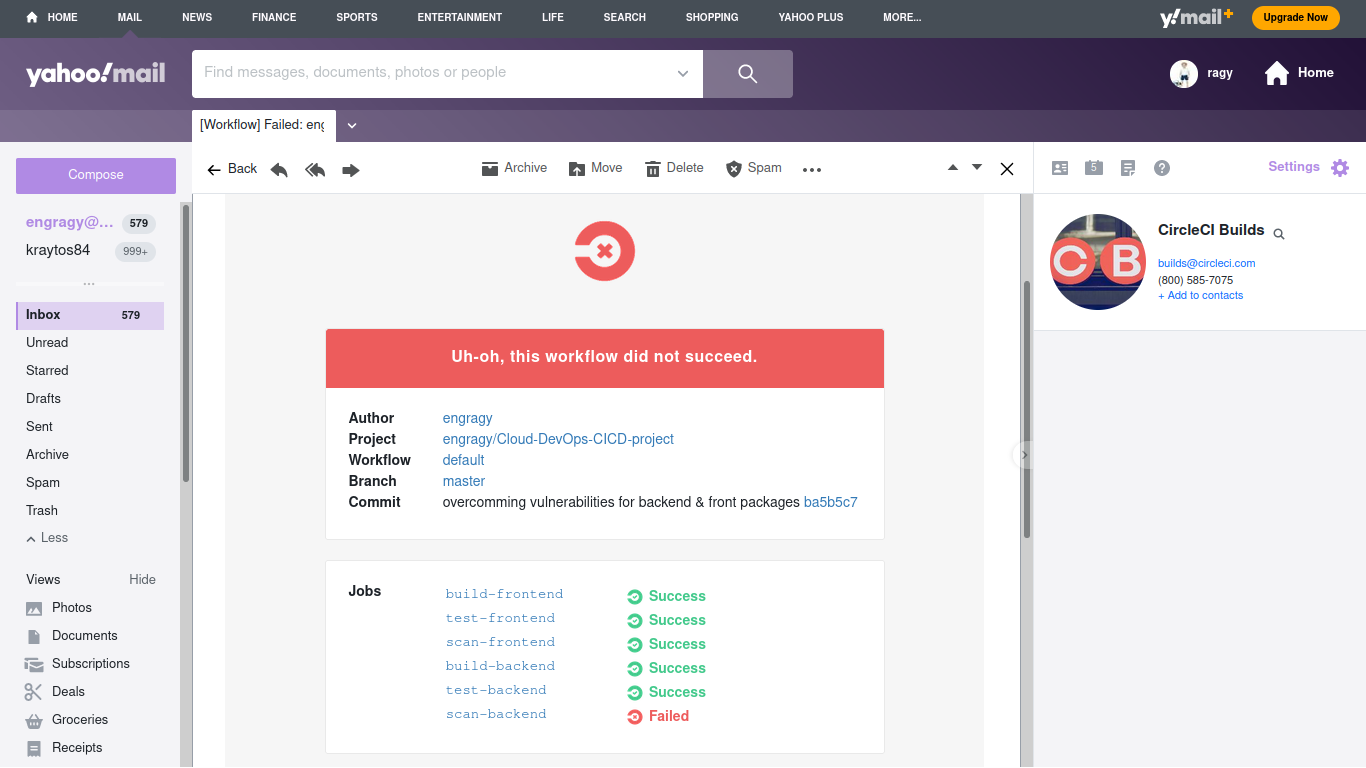 HOME MAIL NEWS FINANCE SPORTS ENTERTAINMENT LIFE SEARCH SHOPPING YAHOO PLUS MORE... y!mail+ Upgrade Now
yahoo!mail Find messages, documents, photos or people ragy Home
[Workflow] Failed: eng
Compose Back Archive Move Delete Spam ••• 5 ? Settings
engragy@... 579
kraytos84 999+
Inbox 579
Unread
Starred
Drafts
Sent
Archive
Spam
Trash
Less
Views Hide
Photos
Documents
Subscriptions
Deals
Groceries
Receipts
Uh-oh, this workflow did not succeed.
Author engragy
Project engragy/Cloud-DevOps-CICD-project
Workflow default
Branch master
Commit overcomming vulnerabilities for backend & front packages ba5b5c7
Jobs build-frontend Success
test-frontend Success
scan-frontend Success
build-backend Success
test-backend Success
scan-backend Failed
C B
CircleCI Builds
builds@circleci.com
(800) 585-7075
+ Add to contacts